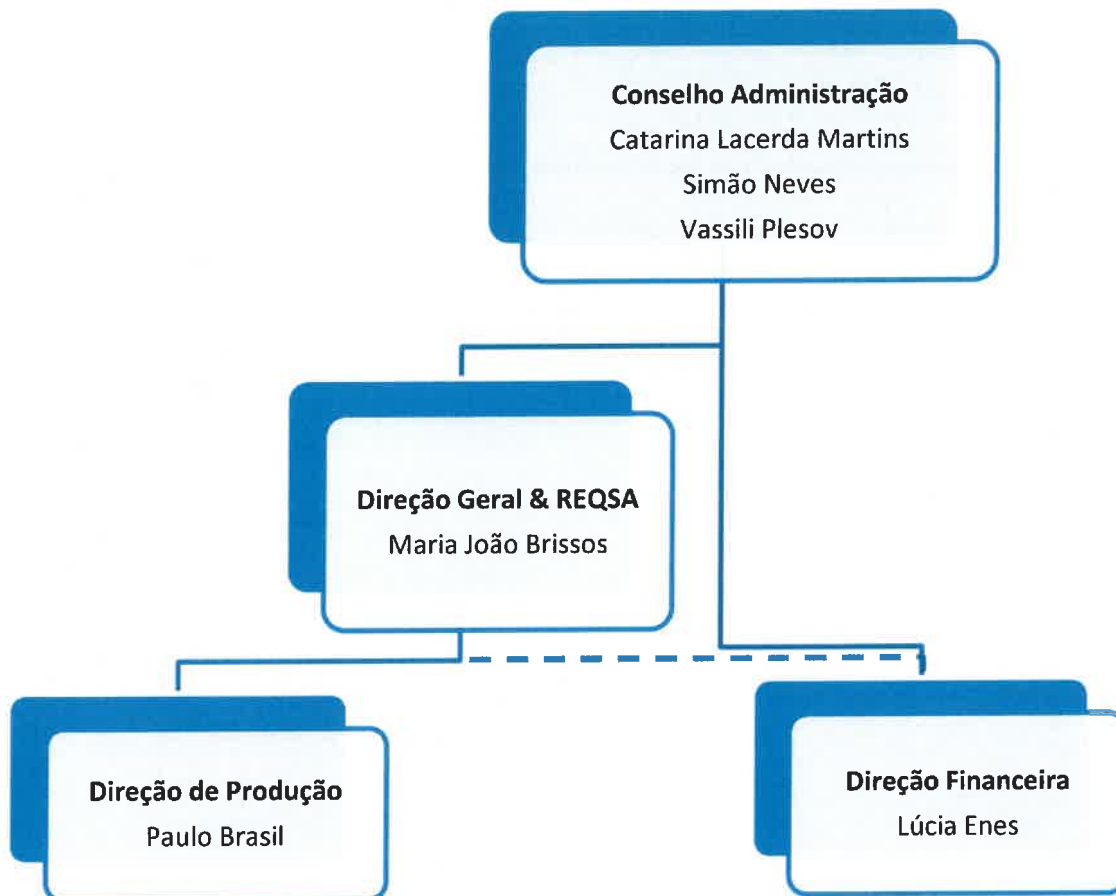 Conselho Administração
Catarina Lacerda Martins
Simão Neves
Vassili Plesov
Direção Geral & REQSA
Maria João Brissos
Direção de Produção
Paulo Brasil
Direção Financeira
Lúcia Enes